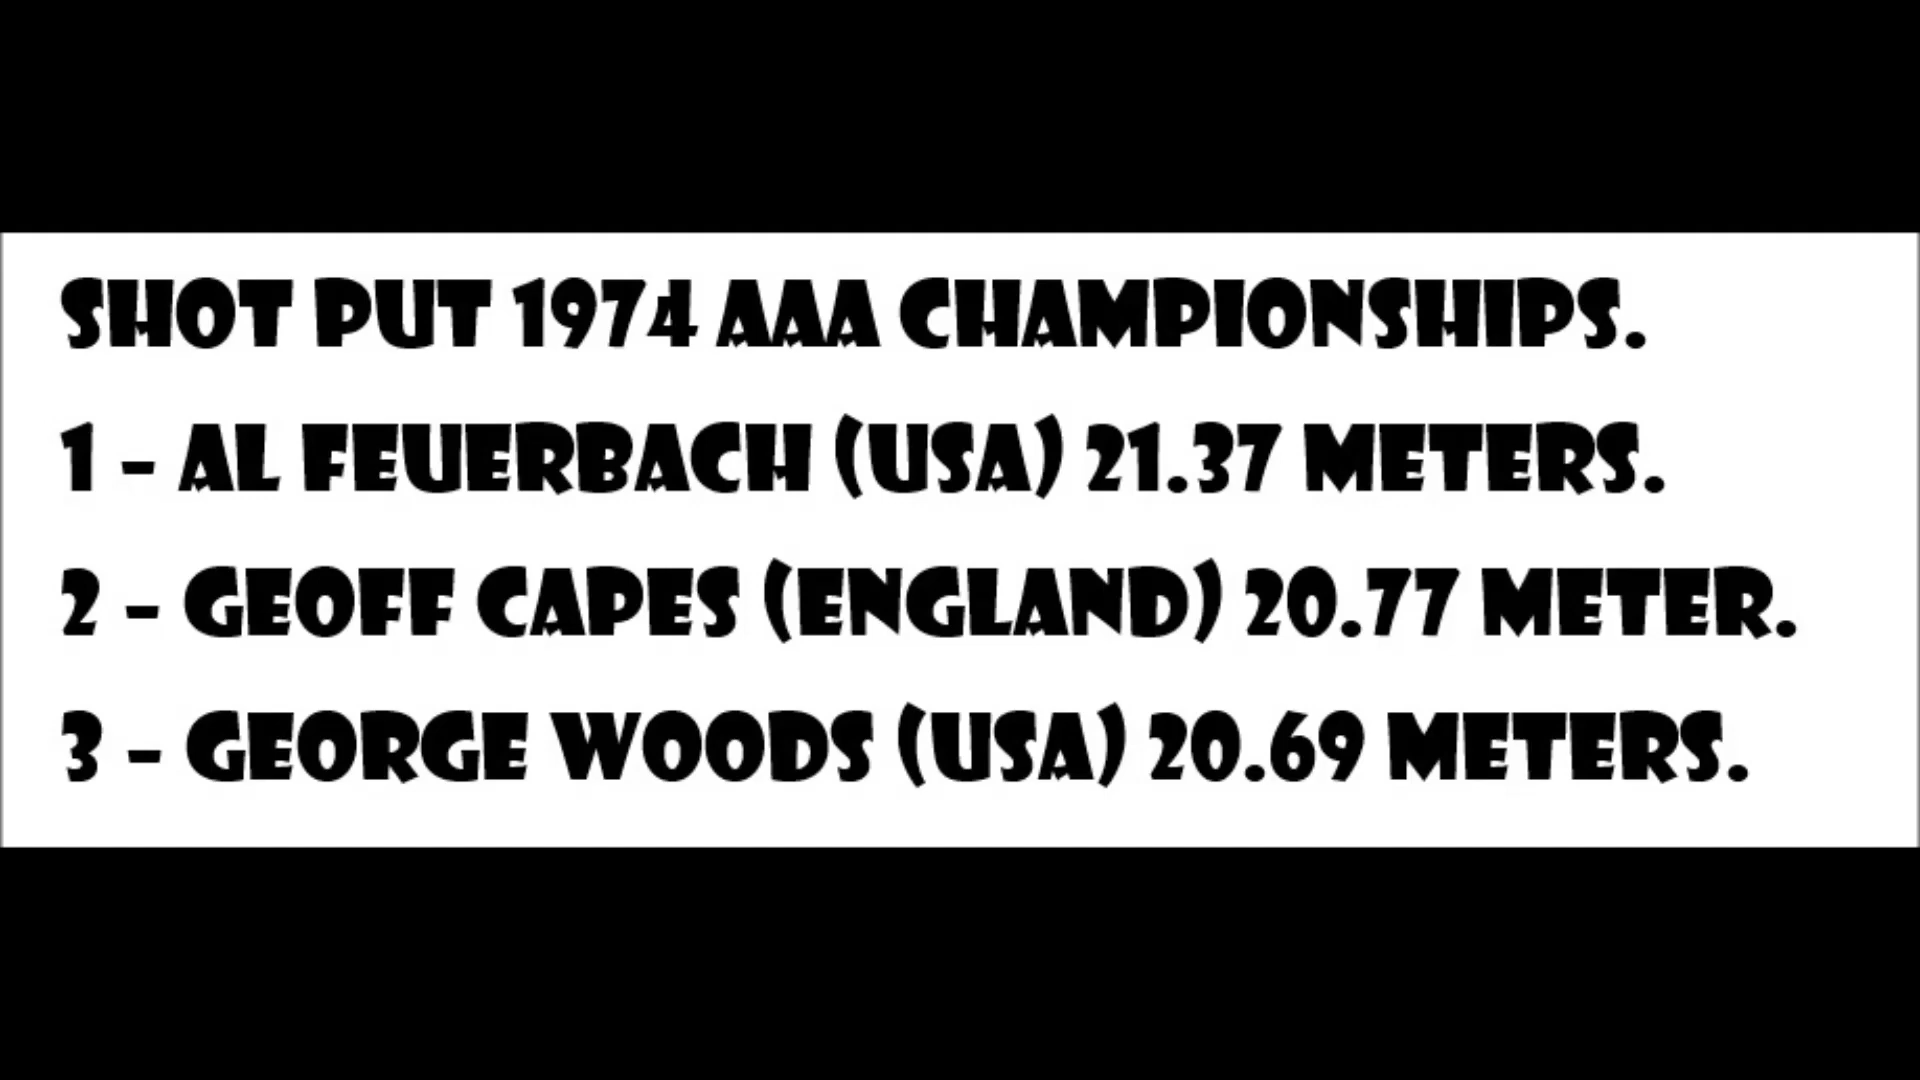 SHOT PUT 1974 AAA CHAMPIONSHIPS.
1 - AL FEUERBACH (USA) 21.37 METERS.
2 - GEOFF CAPES (ENGLAND) 20.77 METER.
3 - GEORGE WOODS (USA) 20.69 METERS.